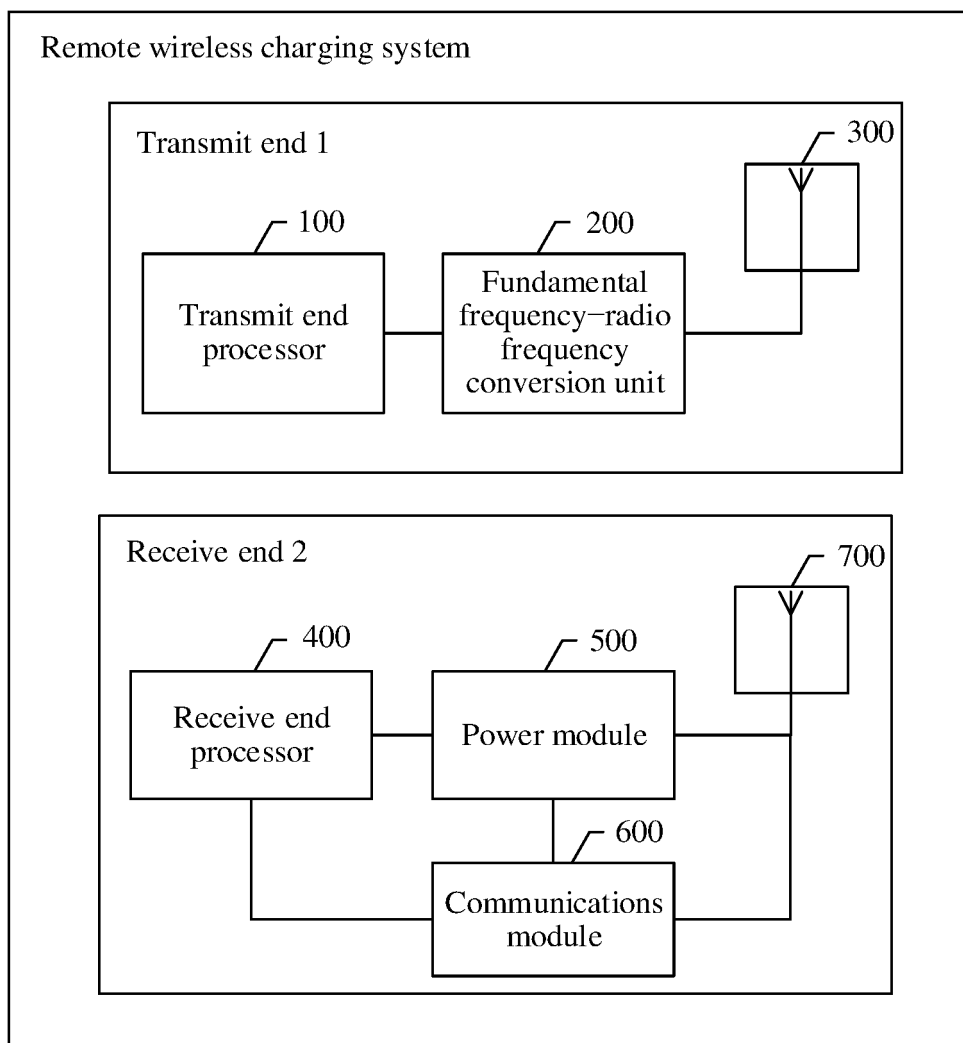 Remote wireless charging system
Transmit end 1
300
100
200
Transmit end
processor
Fundamental
frequency−radio
frequency
conversion unit
Receive end 2
700
400
500
Receive end
processor
Power module
600
Communications
module